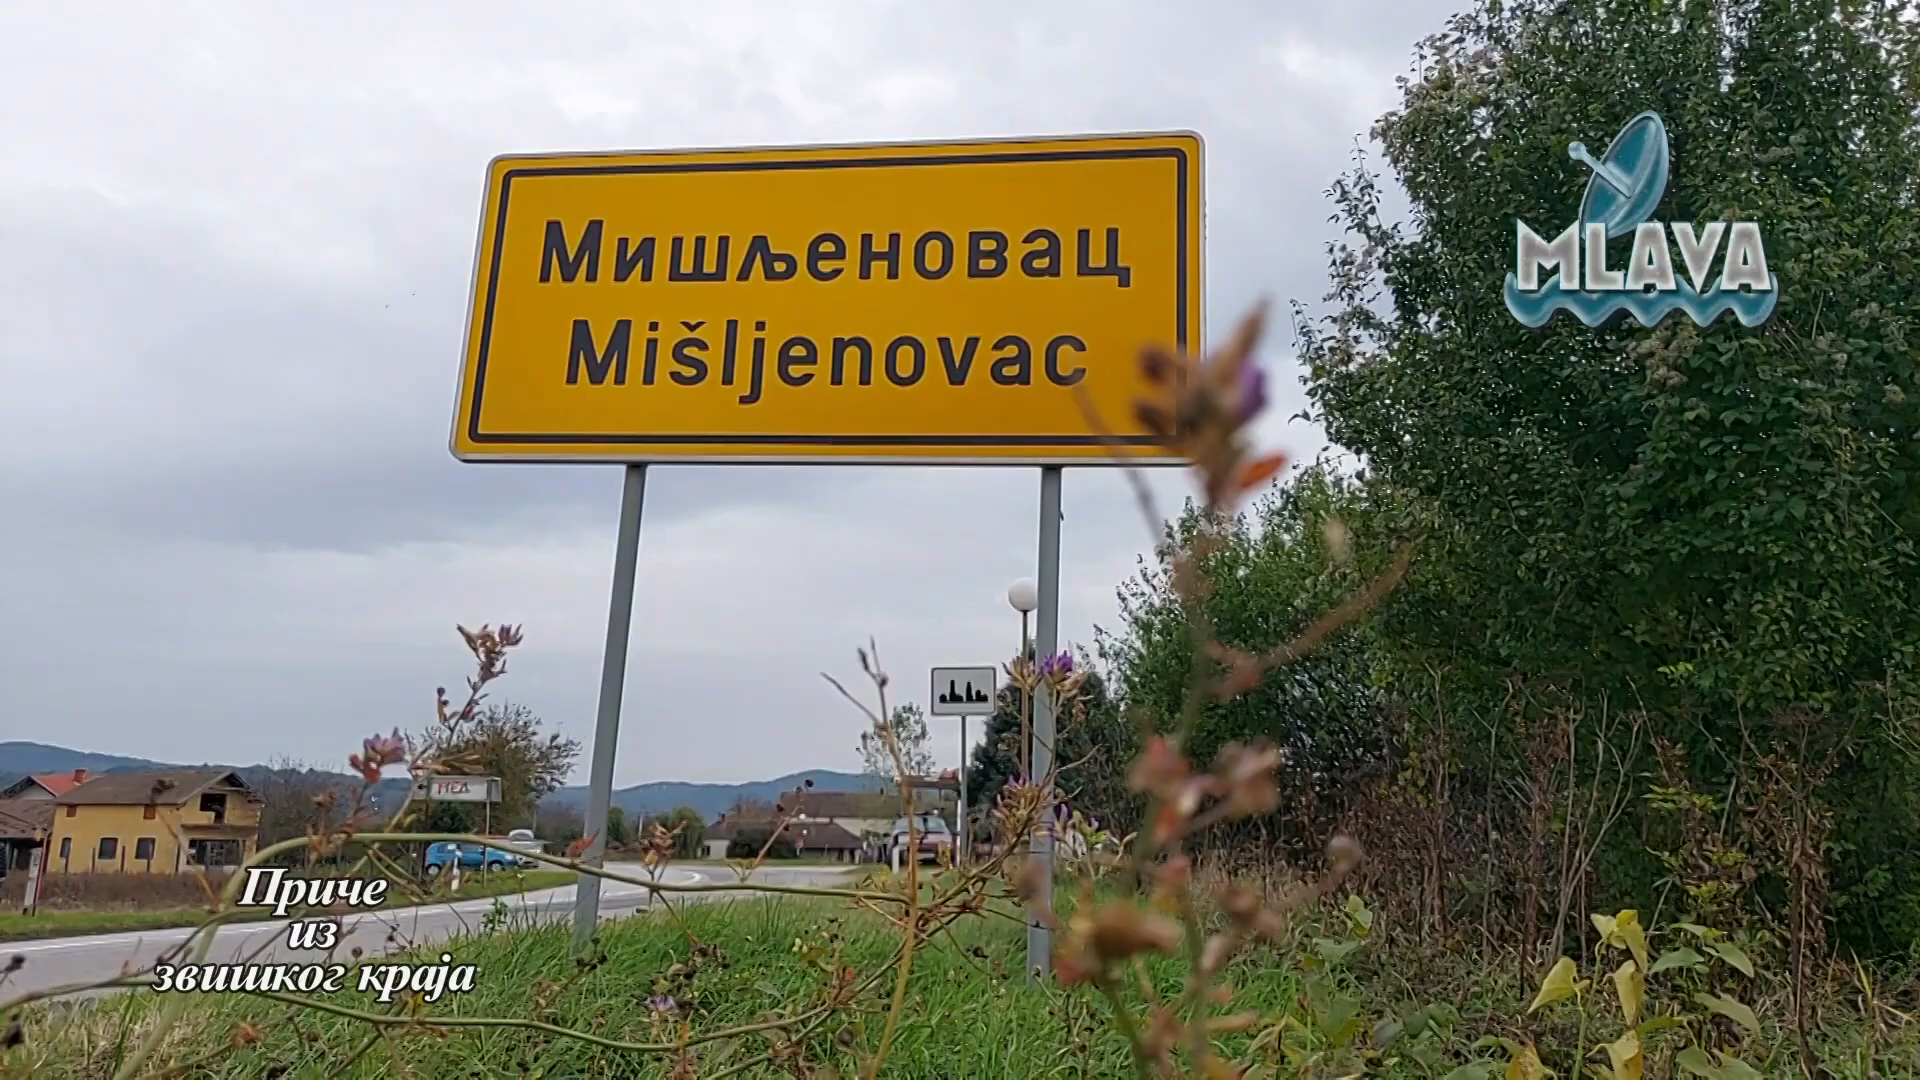 Мишљеновац
Mišljenovac
MLAVA
МЕД
Приче
из
звишког краја